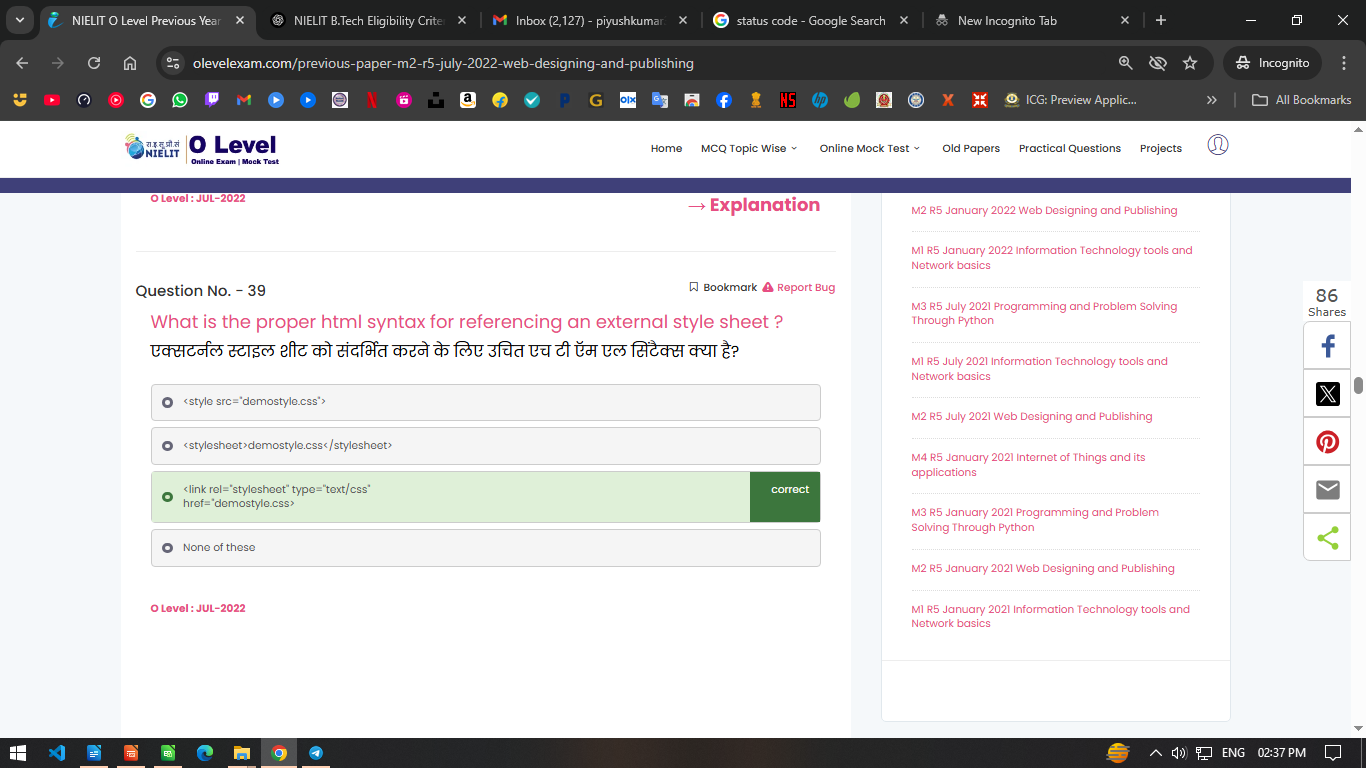 NIELIT O Level Previous Year
NIELIT B.Tech Eligibility Crite
Inbox (2,127) - piyushkumar
status code - Google Search
New Incognito Tab
olevelexam.com/previous-paper-m2-r5-july-2022-web-designing-and-publishing
Incognito
ICG: Preview Applic...
All Bookmarks
रा.इ.सू.प्रौ.सं
NIELIT
O Level
Online Exam | Mock Test
Home
MCQ Topic Wise
Online Mock Test
Old Papers
Practical Questions
Projects
O Level : JUL-2022
→ Explanation
Question No. - 39
Bookmark
Report Bug
What is the proper html syntax for referencing an external style sheet ?
एक्सटर्नल स्टाइल शीट को संदर्भित करने के लिए उचित एच टी ऍम एल सिंटैक्स क्या है?
<style src="demostyle.css">
<stylesheet>demostyle.css</stylesheet>
<link rel="stylesheet" type="text/css"
href="demostyle.css>
correct
None of these
O Level : JUL-2022
M2 R5 January 2022 Web Designing and Publishing
M1 R5 January 2022 Information Technology tools and
Network basics
M3 R5 July 2021 Programming and Problem Solving
Through Python
M1 R5 July 2021 Information Technology tools and
Network basics
M2 R5 July 2021 Web Designing and Publishing
M4 R5 January 2021 Internet of Things and its
applications
M3 R5 January 2021 Programming and Problem
Solving Through Python
M2 R5 January 2021 Web Designing and Publishing
M1 R5 January 2021 Information Technology tools and
Network basics
86
Shares
ENG
02:37 PM